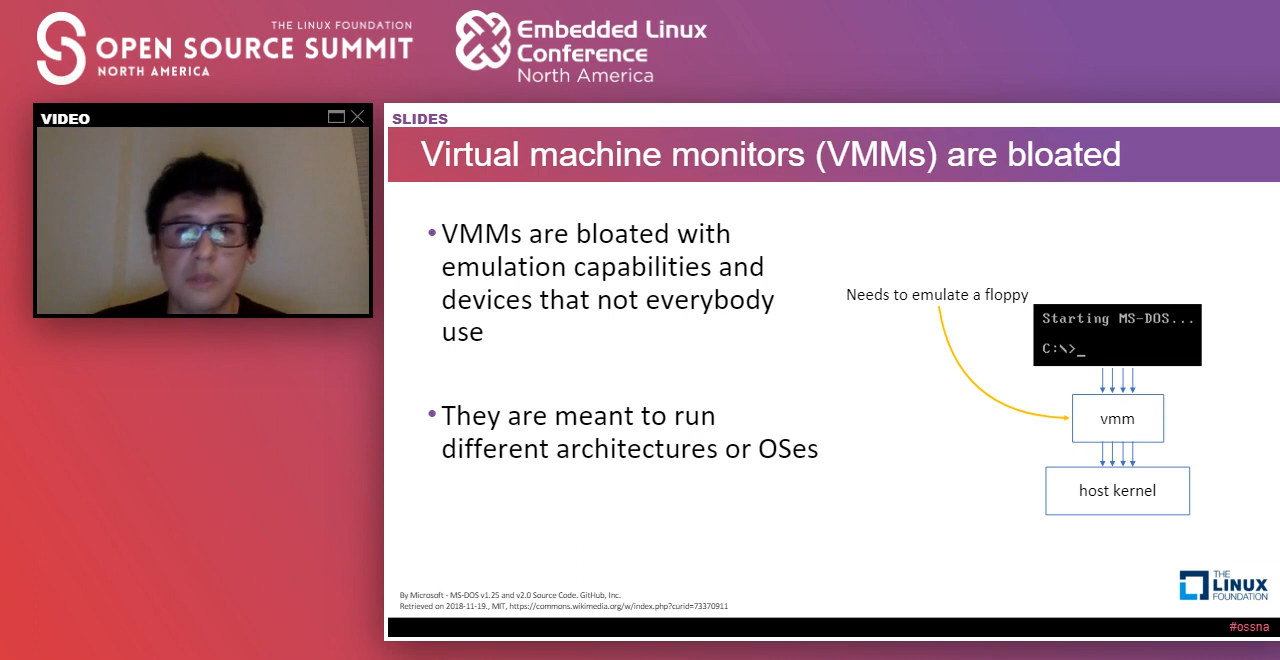 THE LINUX FOUNDATION
OPEN SOURCE SUMMIT
NORTH AMERICA
Embedded Linux
Conference
North America
VIDEO
SLIDES
Virtual machine monitors (VMMs) are bloated
• VMMs are bloated with
emulation capabilities and
devices that not everybody
use
• They are meant to run
different architectures or OSes
Needs to emulate a floppy
Starting MS-DOS...
C:\>_
vmm
host kernel
By Microsoft - MS-DOS v1.25 and v2.0 Source Code. GitHub, Inc.
Retrieved on 2018-11-19., MIT, https://commons.wikimedia.org/w/index.php?curid=73370911
THE
LINUX
FOUNDATION
#ossna